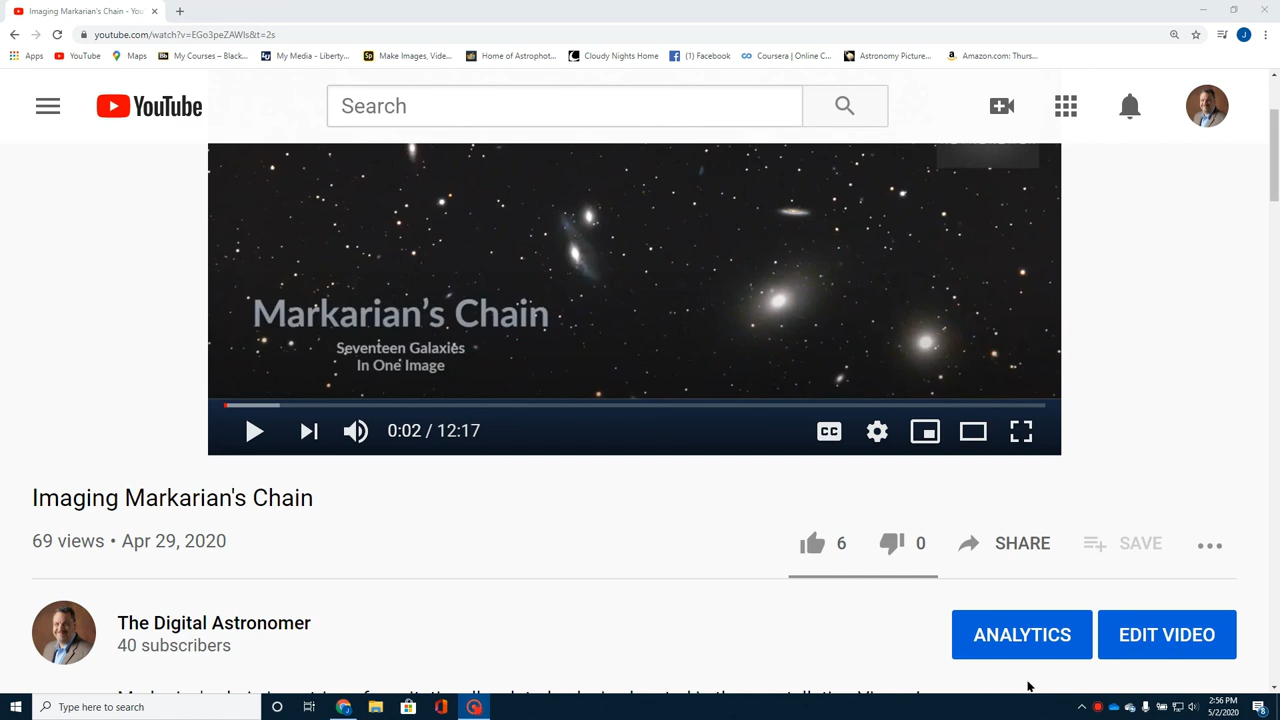 Imaging Markarian's Chain - You
youtube.com/watch?v=EGo3peZAWIs&t=2s
J
Apps YouTube Maps My Courses – Black... My Media - Liberty... Make Images, Vide... Home of Astrophot... Cloudy Nights Home (1) Facebook Coursera | Online C... Astronomy Picture... Amazon.com: Thurs...
YouTube Search
Markarian's Chain
Seventeen Galaxies
In One Image
0:02 / 12:17 CC
Imaging Markarian's Chain
69 views • Apr 29, 2020 6 0 SHARE SAVE
The Digital Astronomer
40 subscribers
ANALYTICS EDIT VIDEO
Type here to search
2:56 PM
5/2/2020
8